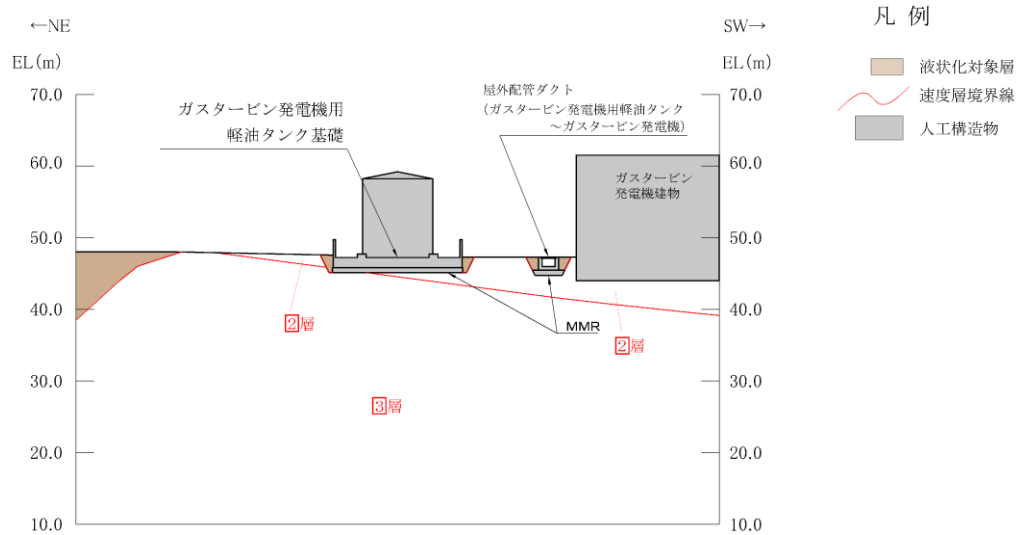 ←NE
SW→
凡 例
EL(m)
EL(m)
液状化対象層
速度層境界線
人工構造物
70.0
70.0
ガスタービン発電機用
軽油タンク基礎
屋外配管ダクト
(ガスタービン発電機用軽油タンク
～ガスタービン発電機)
60.0
60.0
ガスタービン
発電機建物
50.0
50.0
40.0
40.0
2層
MMR
2層
30.0
30.0
3層
20.0
20.0
10.0
10.0